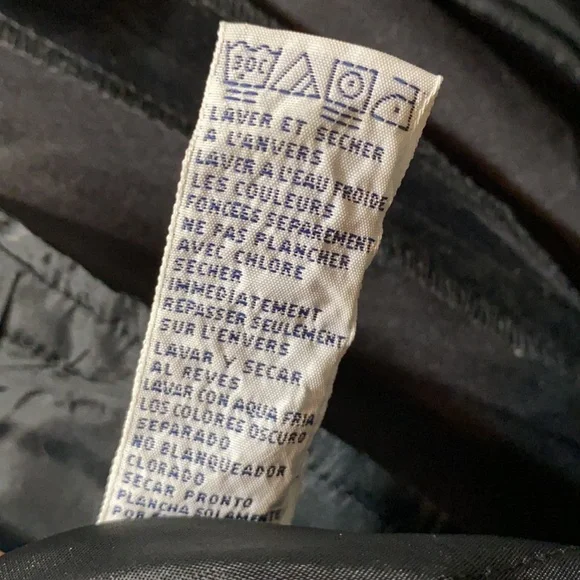 LAVER ET SECHER
A L'ANVERS
LAVER A L'EAU FROIDE
LES COULEURS
FONCEES SEPAREMENT
NE PAS PLANCHER
AVEC CHLORE
SECHER
IMMEDIATEMENT
REPASSER SEULEMENT
SUR L'ENVERS
LAVAR Y SECAR
AL REVES
LAVAR CON AQUA FRIA
LOS COLORES OSCURO
SEPARADO
NO BLANQUEADOR
CLORADO
SECAR PRONTO
PLANCHA SOLAMENTE
POR